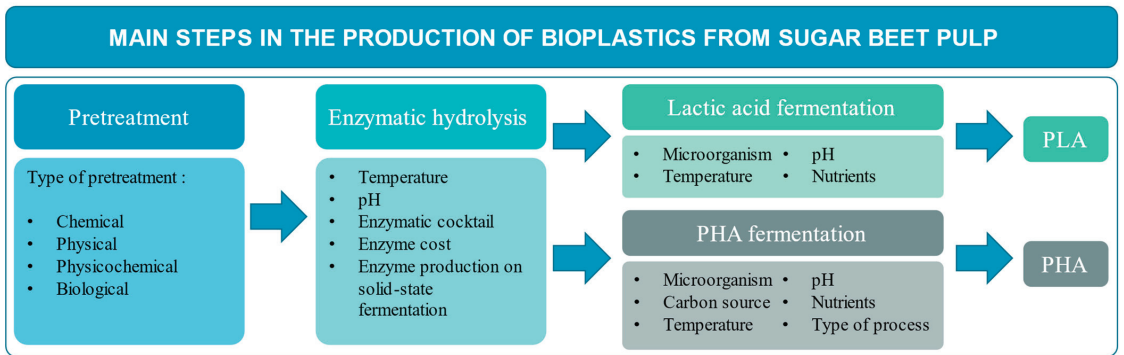 MAIN STEPS IN THE PRODUCTION OF BIOPLASTICS FROM SUGAR BEET PULP
Pretreatment
Type of pretreatment :
• Chemical
• Physical
• Physicochemical
• Biological
Enzymatic hydrolysis
• Temperature
• pH
• Enzymatic cocktail
• Enzyme cost
• Enzyme production on
solid-state
fermentation
Lactic acid fermentation
• Microorganism • pH
• Temperature • Nutrients
PLA
PHA fermentation
• Microorganism • pH
• Carbon source • Nutrients
• Temperature • Type of process
PHA